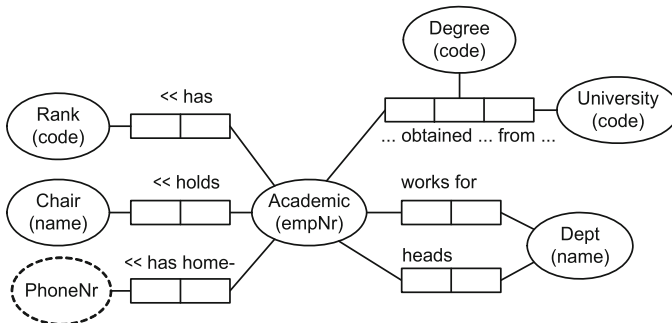 Degree
(code)
<< has
Rank
(code)
University
(code)
... obtained ... from ...
<< holds
works for
Chair
(name)
Academic
(empNr)
Dept
(name)
<< has home-
heads
PhoneNr